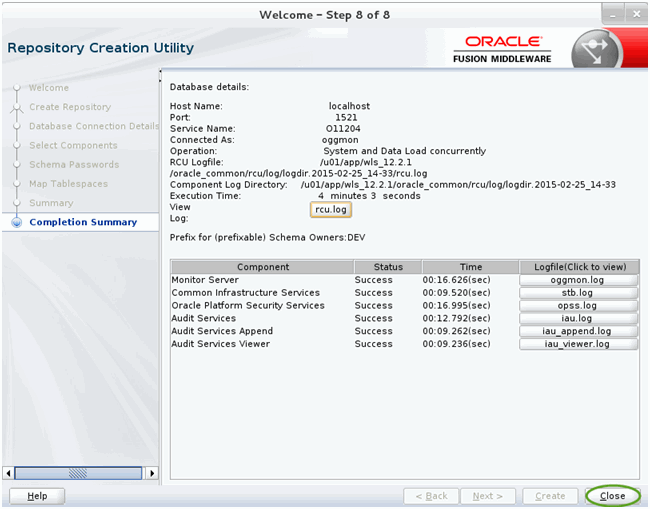 Welcome – Step 8 of 8
Repository Creation Utility
ORACLE
FUSION MIDDLEWARE
Welcome
Create Repository
Database Connection Details
Select Components
Schema Passwords
Map Tablespaces
Summary
Completion Summary
Database details:
Host Name: localhost
Port: 1521
Service Name: O11204
Connected As: oggmon
Operation: System and Data Load concurrently
RCU Logfile: /u01/app/wls_12.2.1
/oracle_common/rcu/log/logdir.2015-02-25_14-33/rcu.log
Component Log Directory: /u01/app/wls_12.2.1/oracle_common/rcu/log/logdir.2015-02-25_14-33
Execution Time: 4 minutes 3 seconds
View rcu.log
Log:
Prefix for (prefixable) Schema Owners:DEV
Component Status Time Logfile(Click to view)
Monitor Server Success 00:16.626(sec) oggmon.log
Common Infrastructure Services Success 00:09.520(sec) stb.log
Oracle Platform Security Services Success 00:16.995(sec) opss.log
Audit Services Success 00:12.792(sec) iau.log
Audit Services Append Success 00:09.262(sec) iau_append.log
Audit Services Viewer Success 00:09.236(sec) iau_viewer.log
Help < Back Next > Create Close